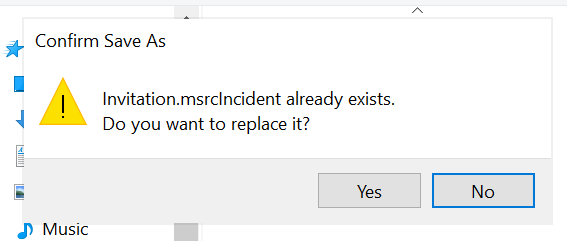 Confirm Save As
Invitation.msrcIncident already exists.
Do you want to replace it?
Yes
No
Music